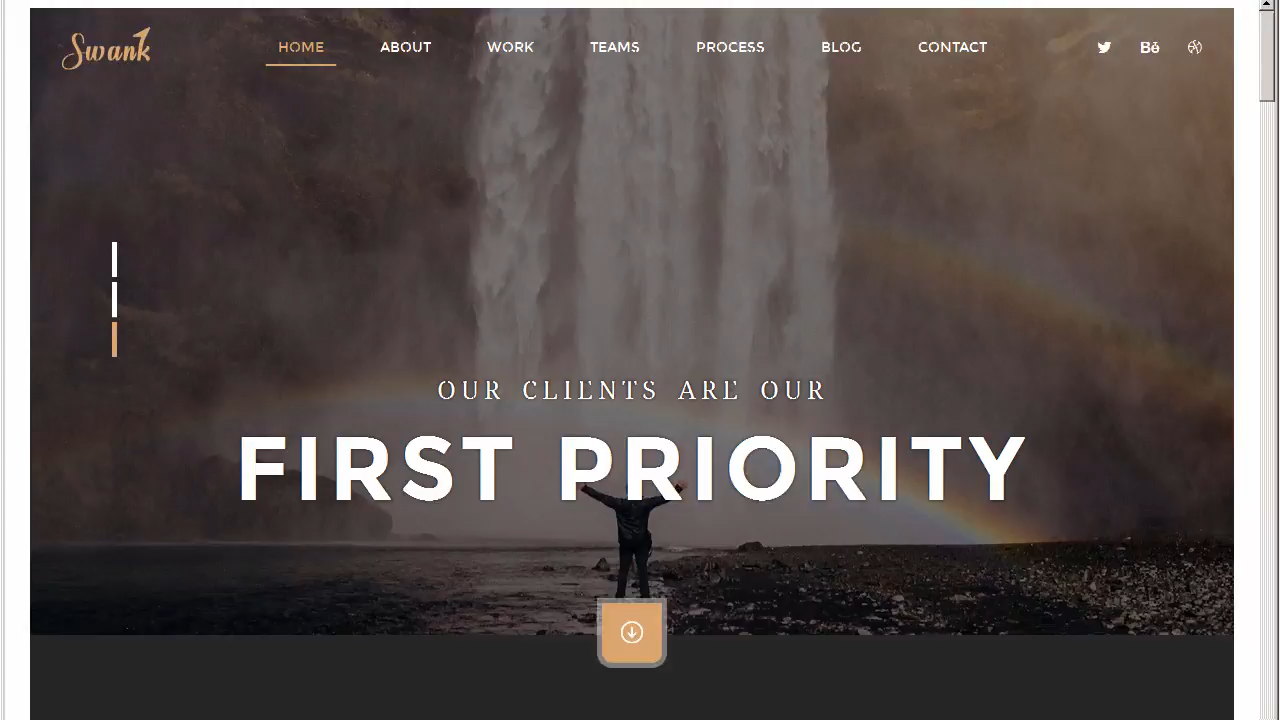 Swank
HOME ABOUT WORK TEAMS PROCESS BLOG CONTACT Bē
OUR CLIENTS ARE OUR
FIRST PRIORITY